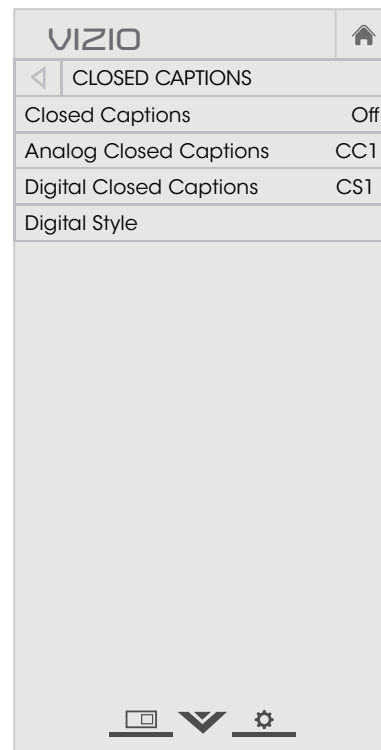 VIZIO
CLOSED CAPTIONS
Closed Captions Off
Analog Closed Captions CC1
Digital Closed Captions CS1
Digital Style